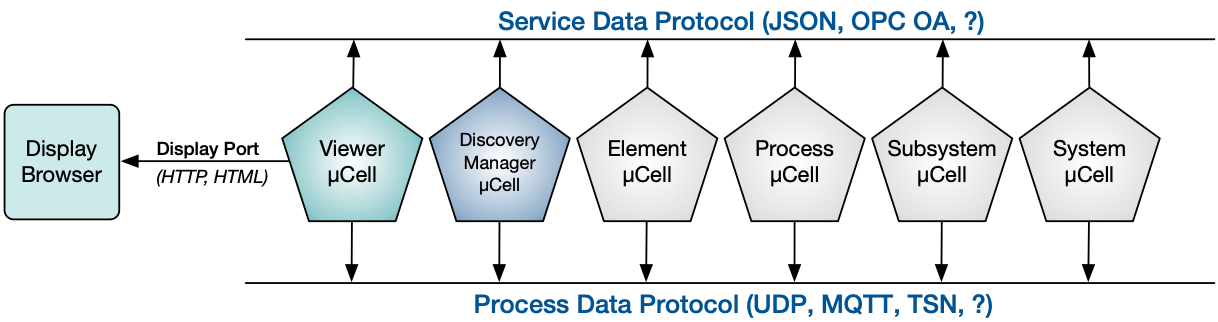 Service Data Protocol (JSON, OPC OA, ?)
Display
Browser
Display Port
(HTTP, HTML)
Viewer
µCell
Discovery
Manager
µCell
Element
µCell
Process
µCell
Subsystem
µCell
System
µCell
Process Data Protocol (UDP, MQTT, TSN, ?)